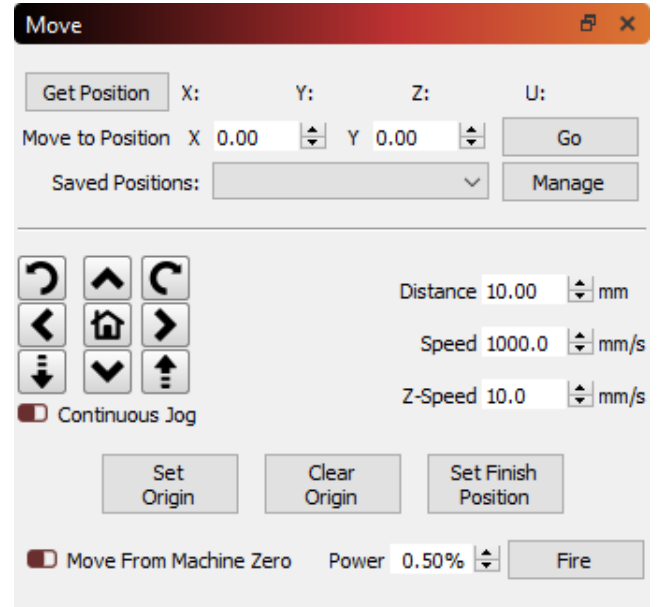 Move
Get Position X: Y: Z: U:
Move to Position X 0.00 Y 0.00 Go
Saved Positions: Manage
Distance 10.00 mm
Speed 1000.0 mm/s
Z-Speed 10.0 mm/s
Continuous Jog
Set Origin Clear Origin Set Finish Position
Move From Machine Zero Power 0.50% Fire